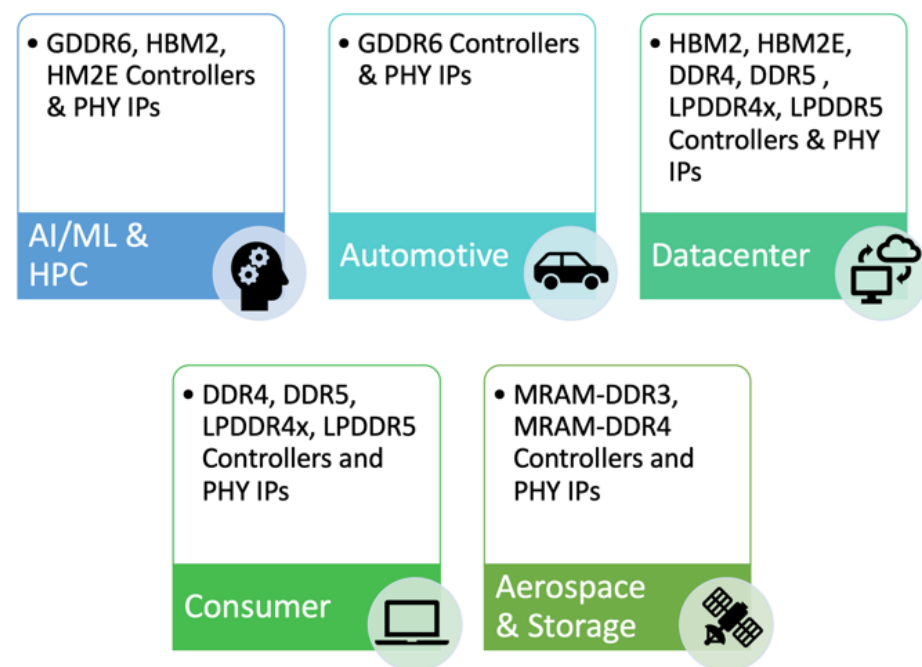 • GDDR6, HBM2,
HM2E Controllers
& PHY IPs
AI/ML &
HPC
• GDDR6 Controllers
& PHY IPs
Automotive
• HBM2, HBM2E,
DDR4, DDR5 ,
LPDDR4x, LPDDR5
Controllers & PHY
IPs
Datacenter
• DDR4, DDR5,
LPDDR4x, LPDDR5
Controllers and
PHY IPs
Consumer
• MRAM-DDR3,
MRAM-DDR4
Controllers and
PHY IPs
Aerospace
& Storage